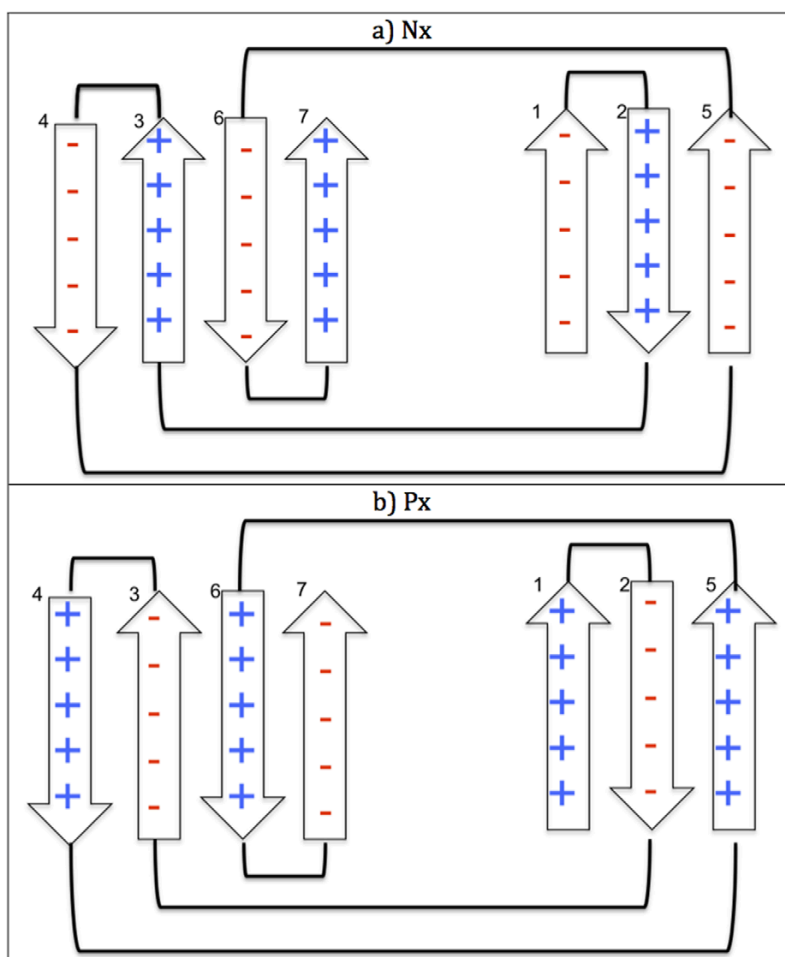 a) Nx
4 3 6 7 1 2 5
- + - + - + -
- + - + - + -
- + - + - + -
- + - + - + -
- + - + - + -
b) Px
4 3 6 7 1 2 5
+ - + - + - +
+ - + - + - +
+ - + - + - +
+ - + - + - +
+ - + - + - +